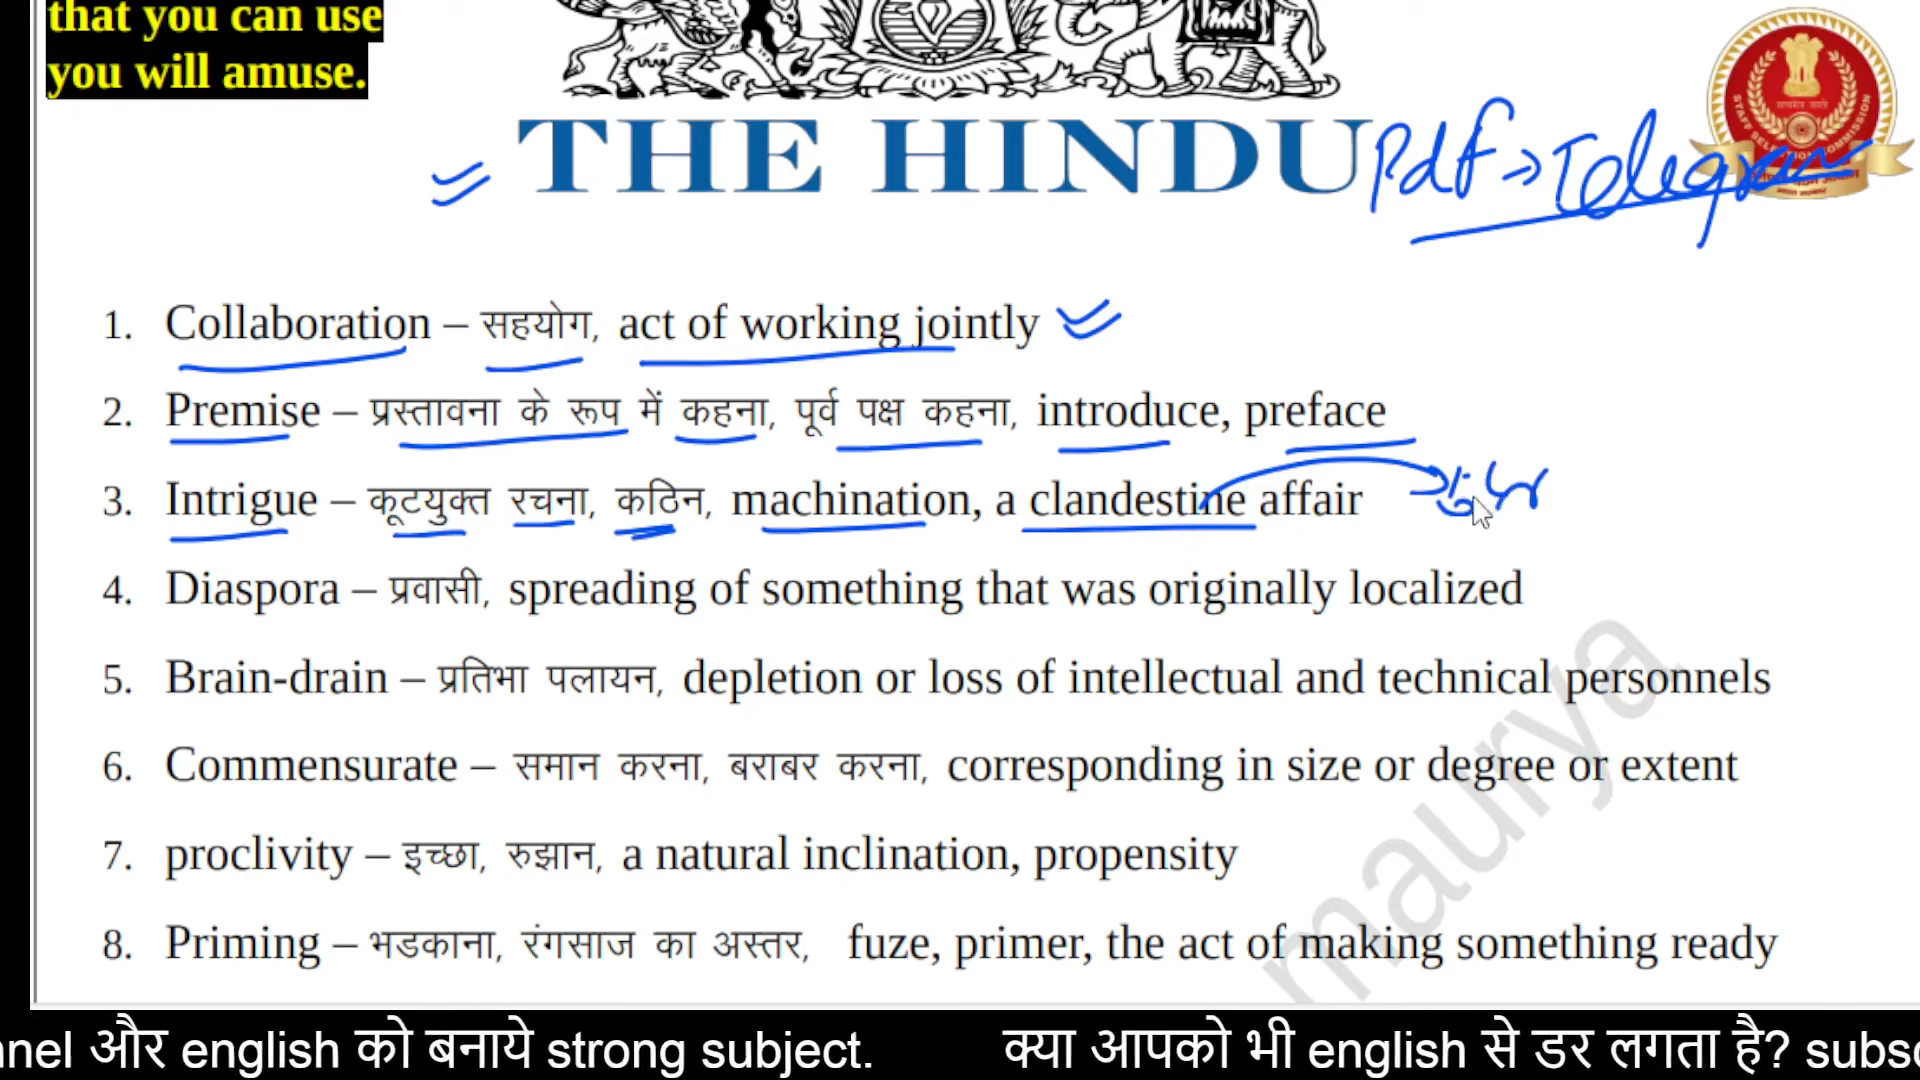 that you can use
you will amuse.
THE HINDU
Pdf → Telegram
STAFF SELECTION COMMISSION
1. Collaboration – सहयोग, act of working jointly
2. Premise – प्रस्तावना के रूप में कहना, पूर्व पक्ष कहना, introduce, preface
3. Intrigue – कूटयुक्त रचना, कठिन, machination, a clandestine affair
4. Diaspora – प्रवासी, spreading of something that was originally localized
5. Brain-drain – प्रतिभा पलायन, depletion or loss of intellectual and technical personnels
6. Commensurate – समान करना, बराबर करना, corresponding in size or degree or extent
7. proclivity – इच्छा, रुझान, a natural inclination, propensity
8. Priming – भडकाना, रंगसाज का अस्तर, fuze, primer, the act of making something ready
maurya
nnel और english को बनाये strong subject. क्या आपको भी english से डर लगता है? subsc